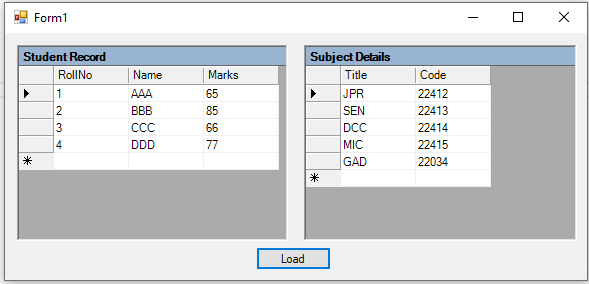 Form1
Student Record
RollNo Name Marks
1 AAA 65
2 BBB 85
3 CCC 66
4 DDD 77
Subject Details
Title Code
JPR 22412
SEN 22413
DCC 22414
MIC 22415
GAD 22034
Load